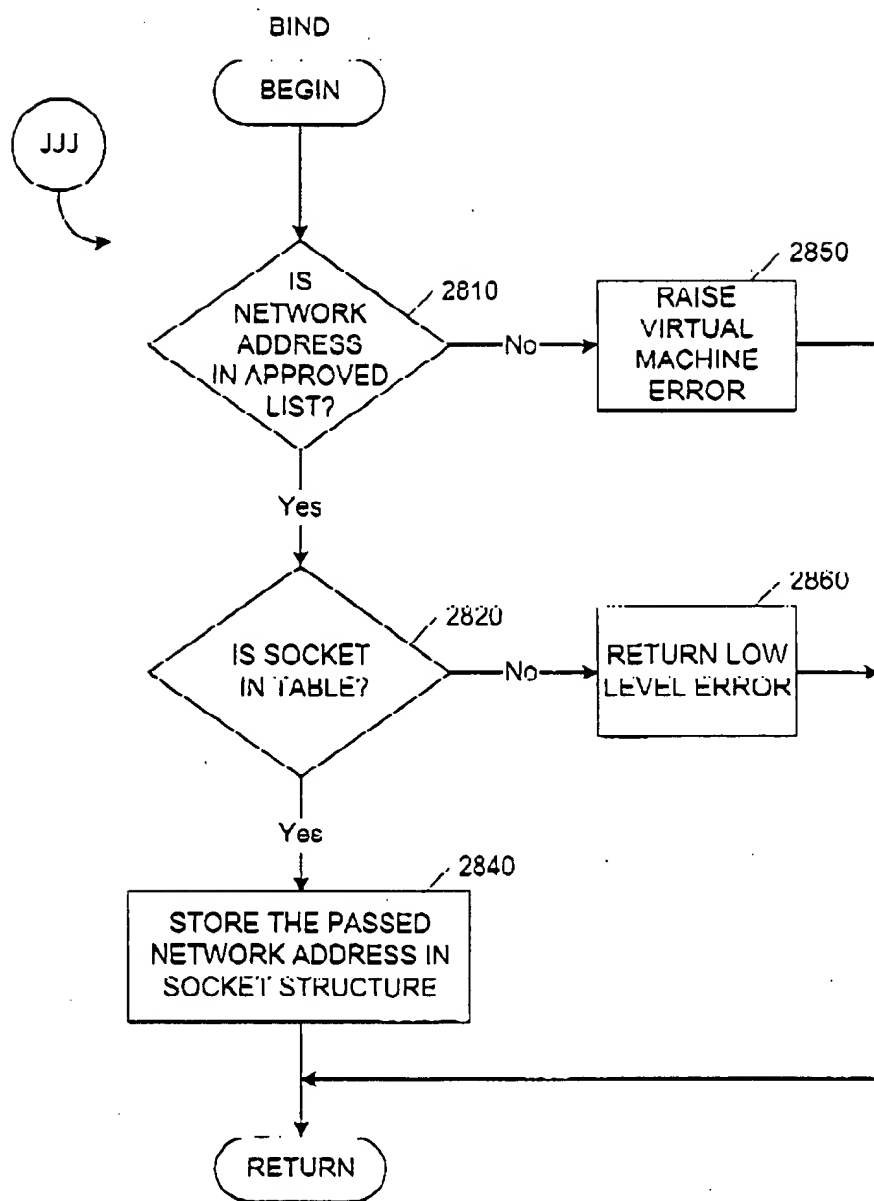 BIND
BEGIN
JJJ
IS
NETWORK
ADDRESS
IN APPROVED
LIST?
2810
No
2850
RAISE
VIRTUAL
MACHINE
ERROR
Yes
IS SOCKET
IN TABLE?
2820
No
2860
RETURN LOW
LEVEL ERROR
Yes
2840
STORE THE PASSED
NETWORK ADDRESS IN
SOCKET STRUCTURE
RETURN